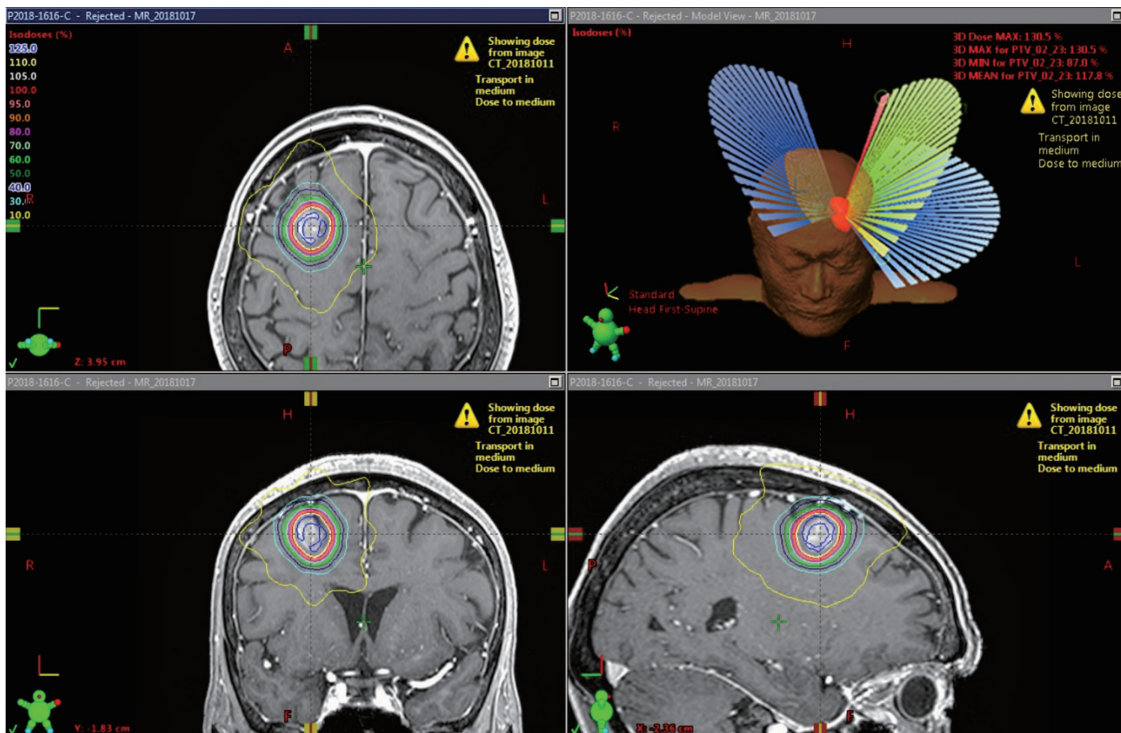 P2018-1616-C - Rejected - MR_20181017
Isodoses (%)
125.0
110.0
105.0
100.0
95.0
90.0
80.0
70.0
60.0
50.0
40.0
30.0
10.0
A
R
L
P
Showing dose
from image
CT_20181011
Transport in
medium
Dose to medium
Z: 3.95 cm
P2018-1616-C - Rejected - Model View - MR_20181017
Isodoses (%)
3D Dose MAX: 130.5 %
3D MAX for PTV_02_23: 130.5 %
3D MIN for PTV_02_23: 87.0 %
3D MEAN for PTV_02_23: 117.8 %
Showing dose
from image
CT_20181011
Transport in
medium
Dose to medium
H
R
L
F
Standard
Head First-Supine
P2018-1616-C - Rejected - MR_20181017
H
R
L
F
Showing dose
from image
CT_20181011
Transport in
medium
Dose to medium
Y: -1.83 cm
P2018-1616-C - Rejected - MR_20181017
H
P
A
F
Showing dose
from image
CT_20181011
Transport in
medium
Dose to medium
X: -2.36 cm